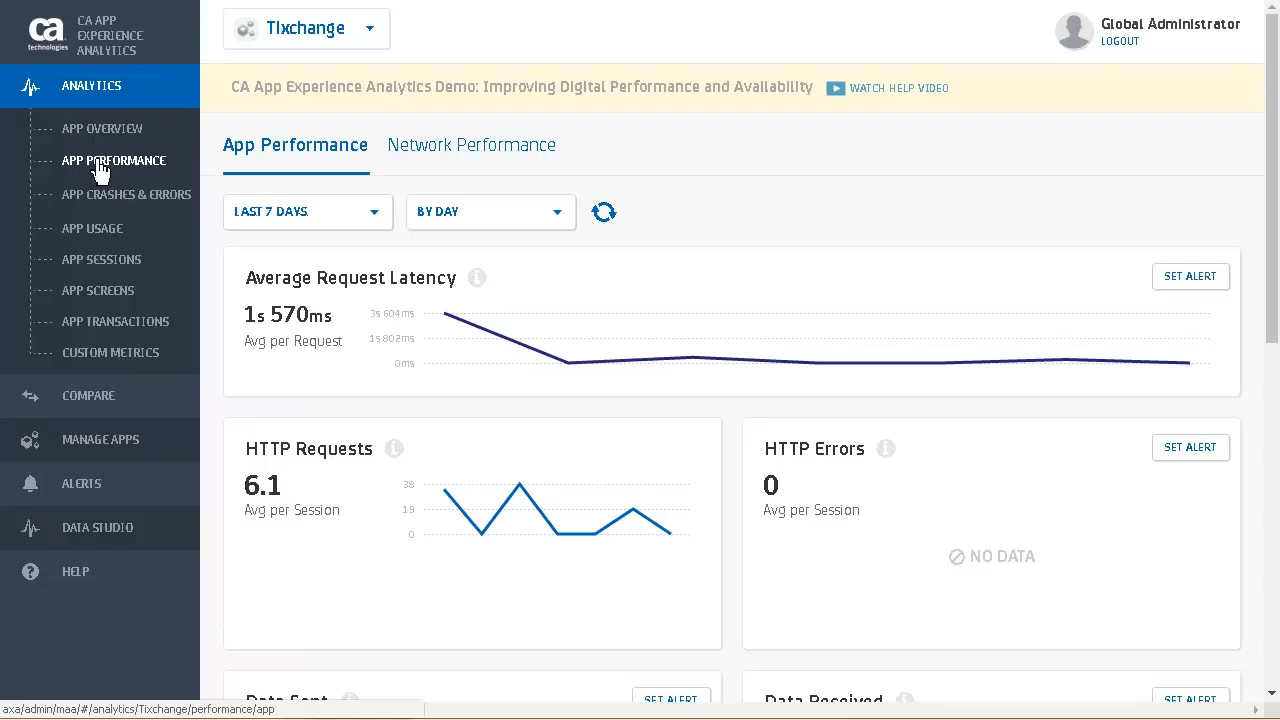 ca
technologies
CA APP
EXPERIENCE
ANALYTICS
TIxchange
Global Administrator
LOGOUT
ANALYTICS
APP OVERVIEW
APP PERFORMANCE
APP CRASHES & ERRORS
APP USAGE
APP SESSIONS
APP SCREENS
APP TRANSACTIONS
CUSTOM METRICS
COMPARE
MANAGE APPS
ALERTS
DATA STUDIO
HELP
CA App Experience Analytics Demo: Improving Digital Performance and Availability
WATCH HELP VIDEO
App Performance
Network Performance
LAST 7 DAYS
BY DAY
Average Request Latency
SET ALERT
1s 570ms
Avg per Request
3s 604ms
1s 802ms
0ms
HTTP Requests
6.1
Avg per Session
38
19
0
HTTP Errors
SET ALERT
0
Avg per Session
NO DATA
Data Sent
SET ALERT
Data Received
SET ALERT
axa/admin/maa/#/analytics/Tixchange/performance/app